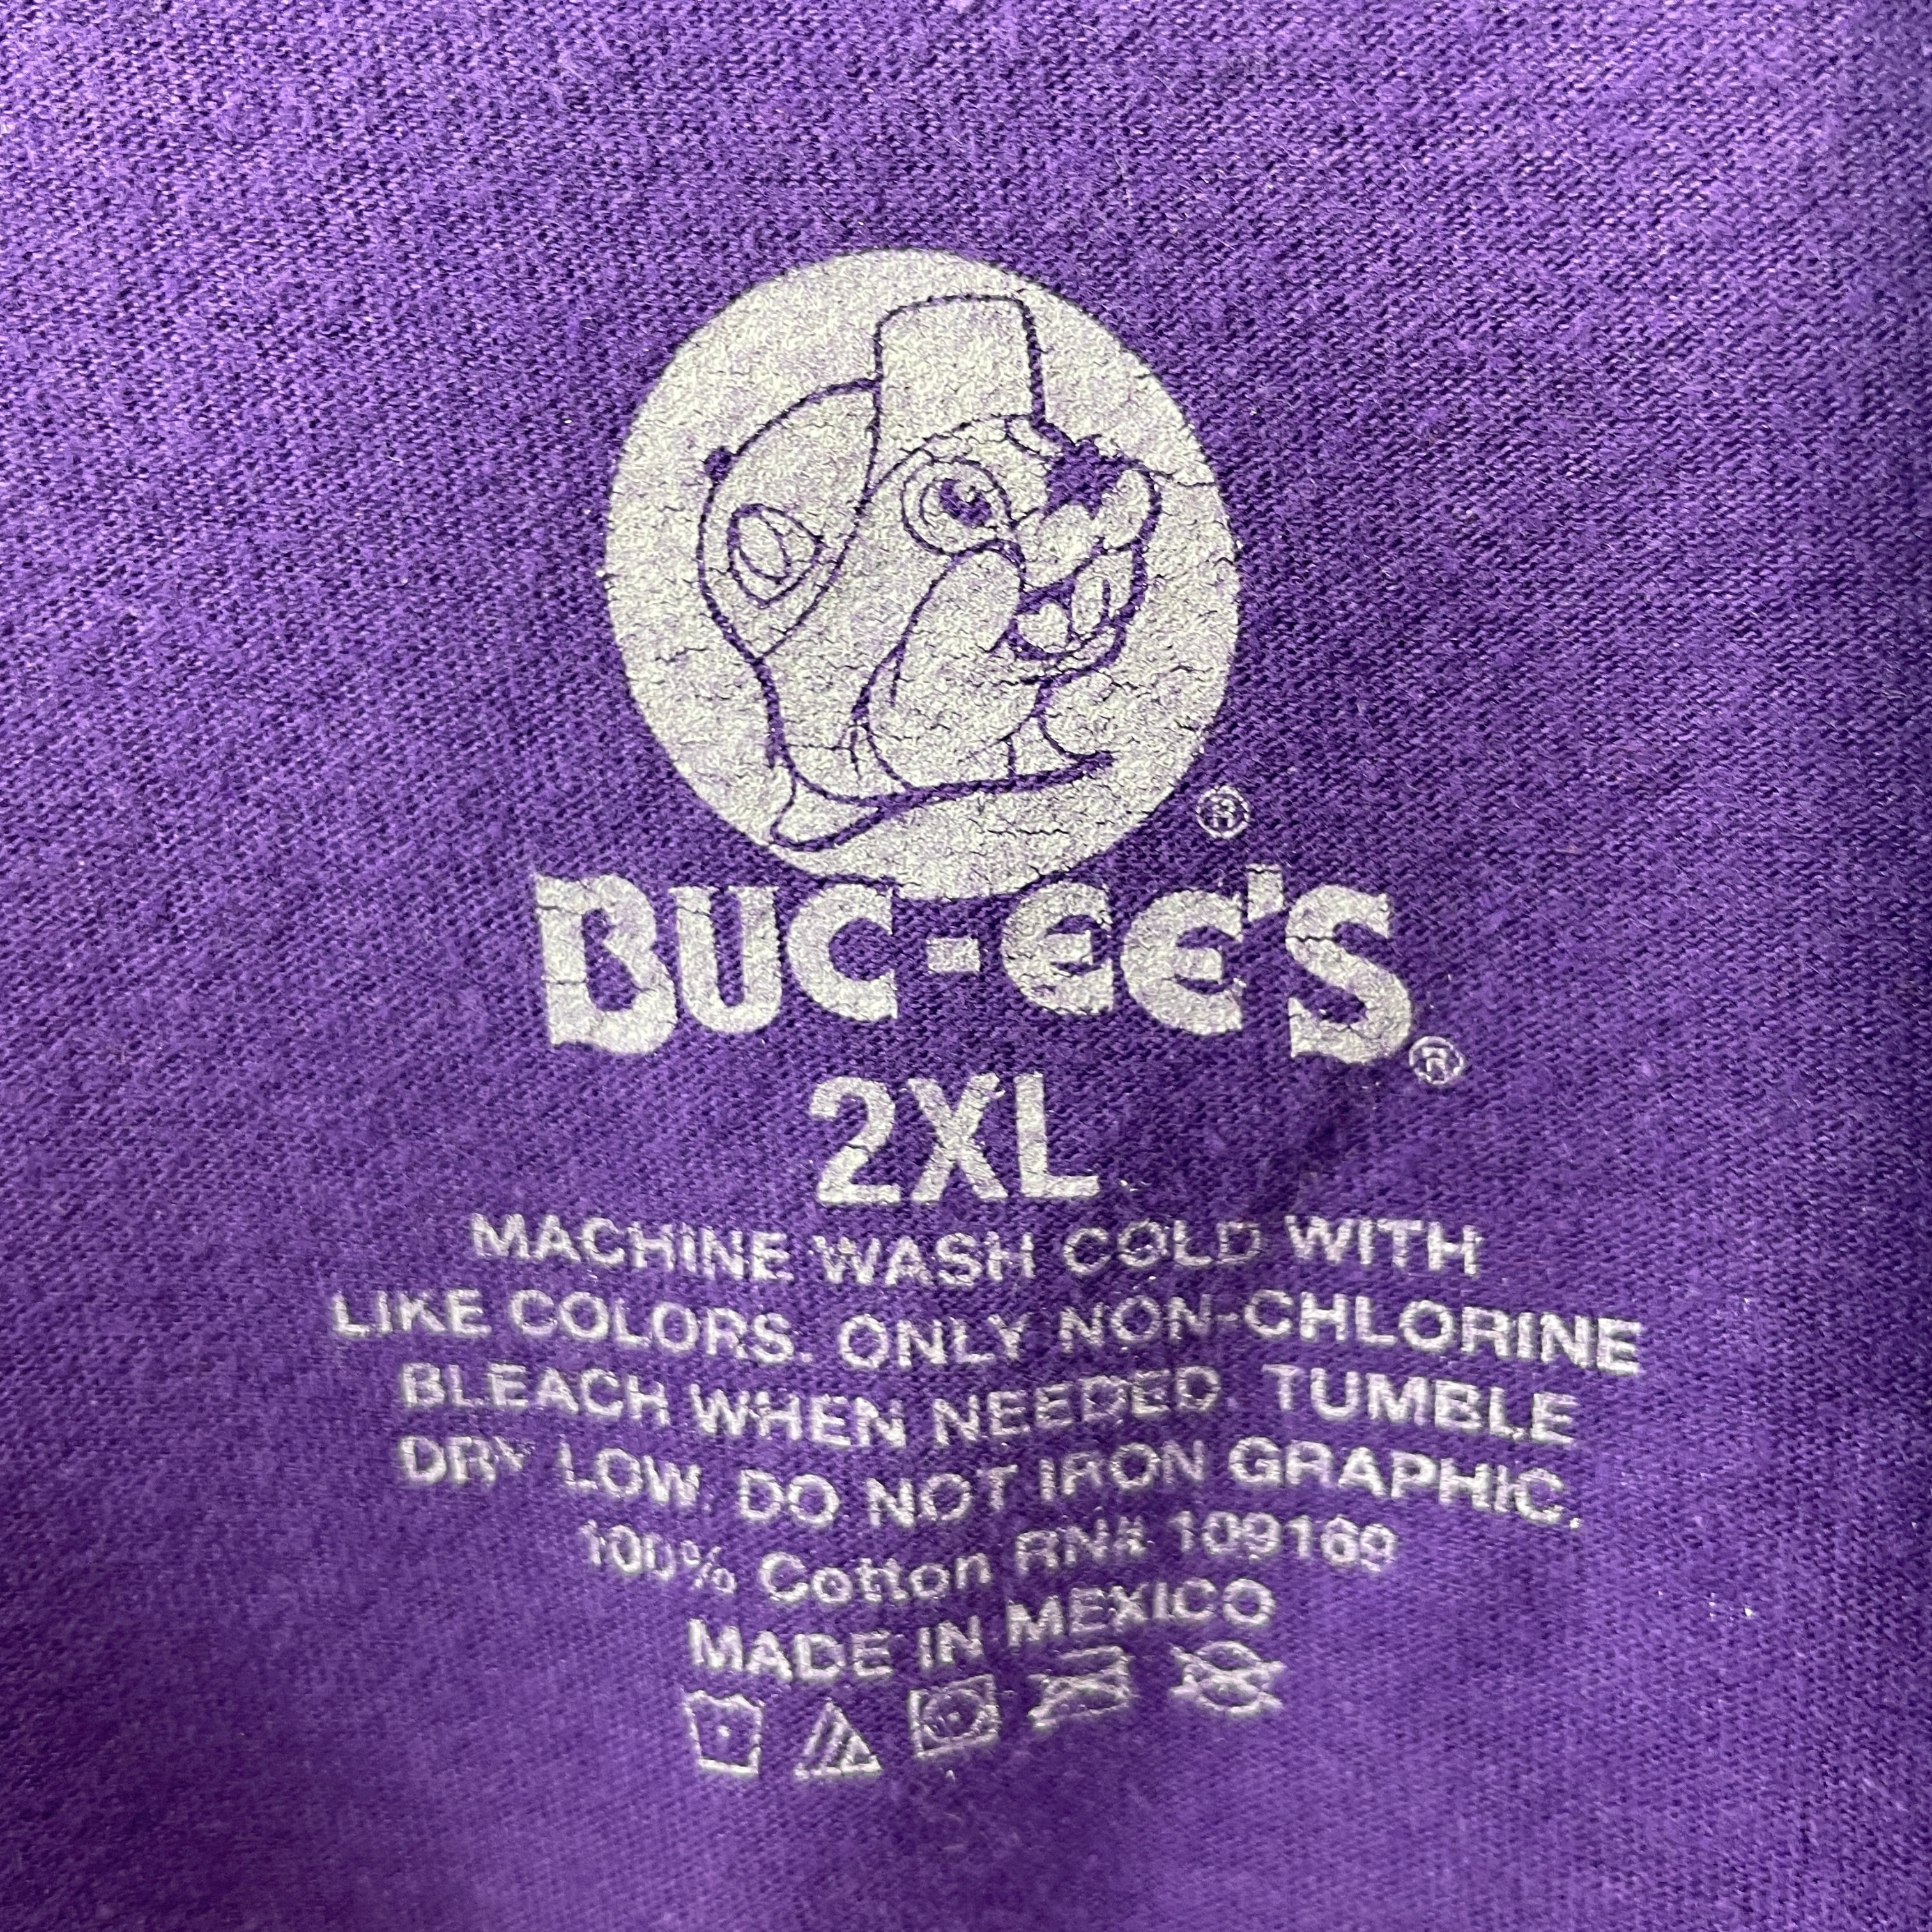 ®
BUC-EE'S®
2XL
MACHINE WASH COLD WITH
LIKE COLORS. ONLY NON-CHLORINE
BLEACH WHEN NEEDED. TUMBLE
DRY LOW. DO NOT IRON GRAPHIC.
100% Cotton RN# 109169
MADE IN MEXICO